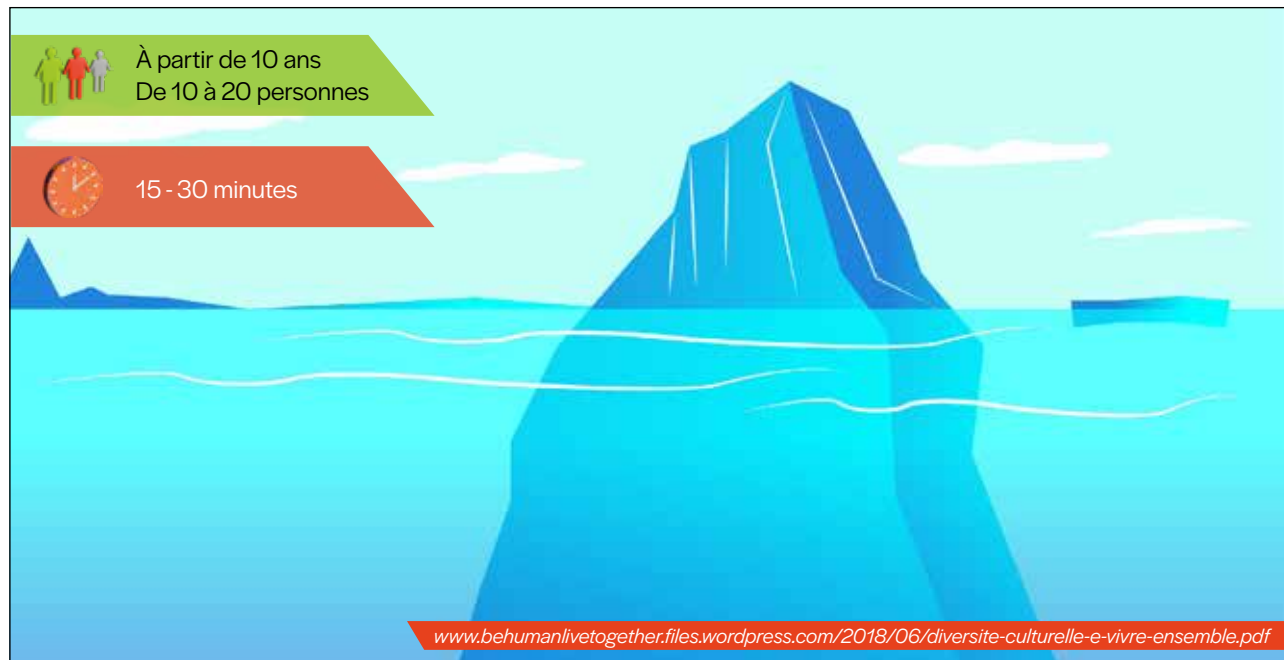 À partir de 10 ans
De 10 à 20 personnes
15 - 30 minutes
www.behumanlivetogether.files.wordpress.com/2018/06/diversite-culturelle-e-vivre-ensemble.pdf